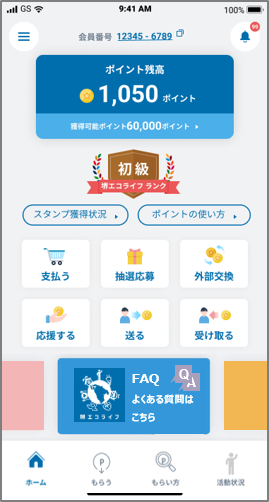 GS 9:41 AM 100%
会員番号 12345 - 6789
99
ポイント残高
1,050 ポイント
獲得可能ポイント60,000ポイント
初級
堺エコライフ ランク
スタンプ獲得状況 ポイントの使い方
支払う 抽選応募 外部交換
応援する 送る 受け取る
FAQ
Q A
よくある質問は
こちら
堺エコライフ
P P
ホーム もらう もらい方 活動状況